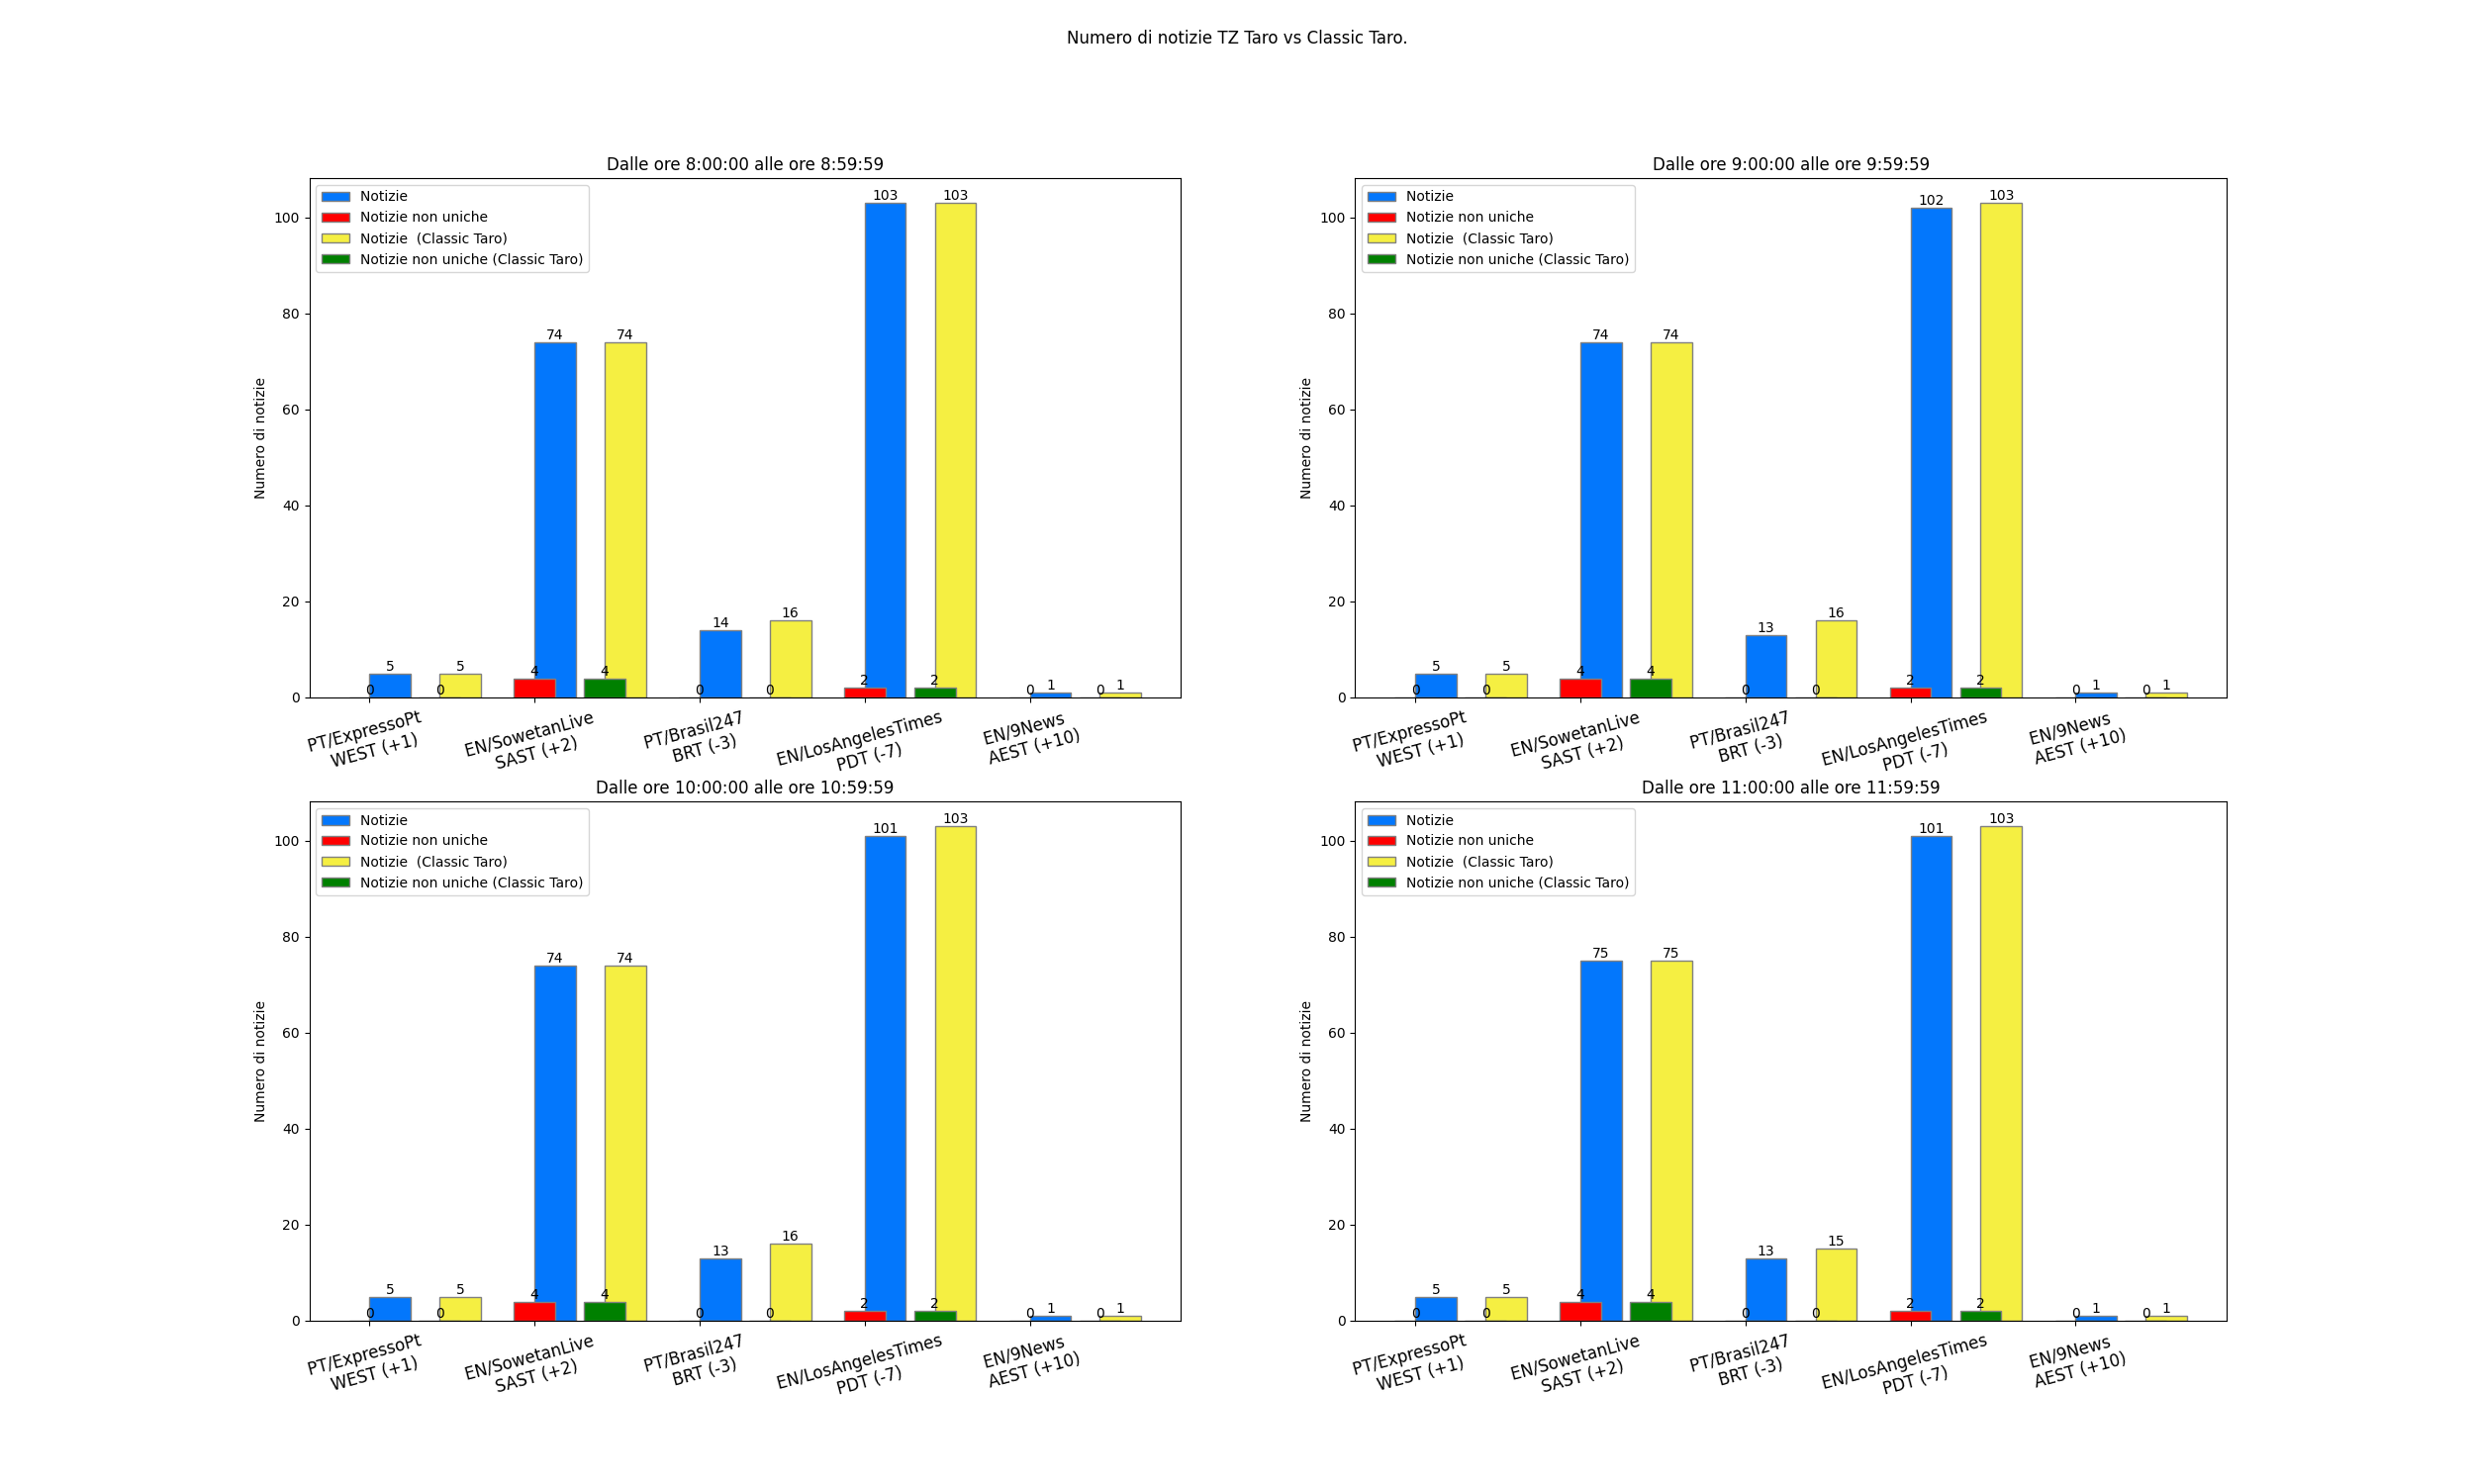 Numero di notizie TZ Taro vs Classic Taro.
Dalle ore 8:00:00 alle ore 8:59:59
Notizie
Notizie non uniche
Notizie  (Classic Taro)
Notizie non uniche (Classic Taro)
Numero di notizie
100
80
60
40
20
0
103 103
74 74
14 16
5 5
4 4
2 2
1 1
0 0 0 0 0 0
PT/ExpressoPt
WEST (+1)
EN/SowetanLive
SAST (+2)
PT/Brasil247
BRT (-3)
EN/LosAngelesTimes
PDT (-7)
EN/9News
AEST (+10)
Dalle ore 9:00:00 alle ore 9:59:59
Notizie
Notizie non uniche
Notizie  (Classic Taro)
Notizie non uniche (Classic Taro)
Numero di notizie
100
80
60
40
20
0
102 103
74 74
13 16
5 5
4 4
2 2
1 1
0 0 0 0 0 0
PT/ExpressoPt
WEST (+1)
EN/SowetanLive
SAST (+2)
PT/Brasil247
BRT (-3)
EN/LosAngelesTimes
PDT (-7)
EN/9News
AEST (+10)
Dalle ore 10:00:00 alle ore 10:59:59
Notizie
Notizie non uniche
Notizie  (Classic Taro)
Notizie non uniche (Classic Taro)
Numero di notizie
100
80
60
40
20
0
101 103
74 74
13 16
5 5
4 4
2 2
1 1
0 0 0 0 0 0
PT/ExpressoPt
WEST (+1)
EN/SowetanLive
SAST (+2)
PT/Brasil247
BRT (-3)
EN/LosAngelesTimes
PDT (-7)
EN/9News
AEST (+10)
Dalle ore 11:00:00 alle ore 11:59:59
Notizie
Notizie non uniche
Notizie  (Classic Taro)
Notizie non uniche (Classic Taro)
Numero di notizie
100
80
60
40
20
0
101 103
75 75
13 15
5 5
4 4
2 2
1 1
0 0 0 0 0 0
PT/ExpressoPt
WEST (+1)
EN/SowetanLive
SAST (+2)
PT/Brasil247
BRT (-3)
EN/LosAngelesTimes
PDT (-7)
EN/9News
AEST (+10)